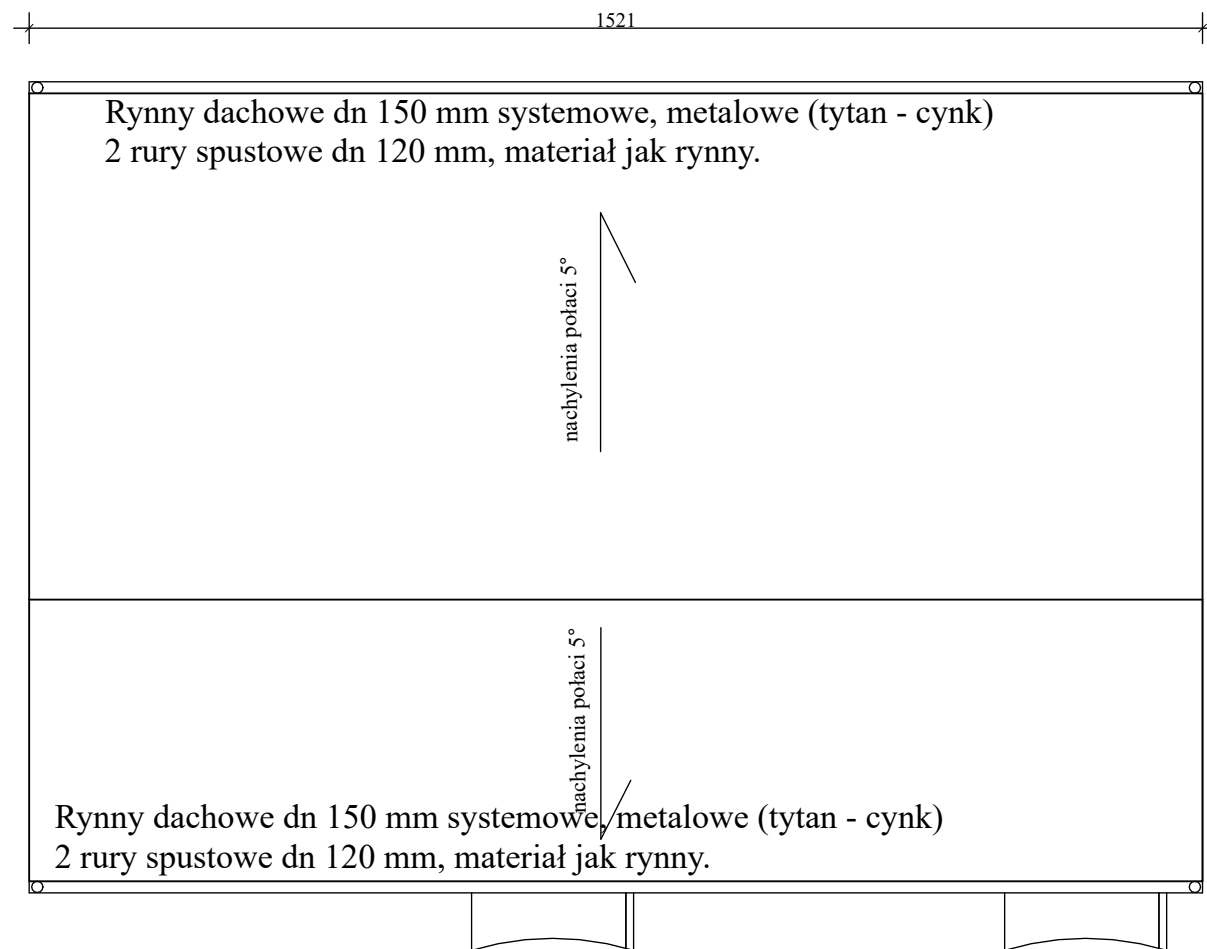 1521
Rynny dachowe dn 150 mm systemowe, metalowe (tytan - cynk)
2 rury spustowe dn 120 mm, materiał jak rynny.
nachylenia połaci 5°
nachylenia połaci 5°
Rynny dachowe dn 150 mm systemowe, metalowe (tytan - cynk)
2 rury spustowe dn 120 mm, materiał jak rynny.